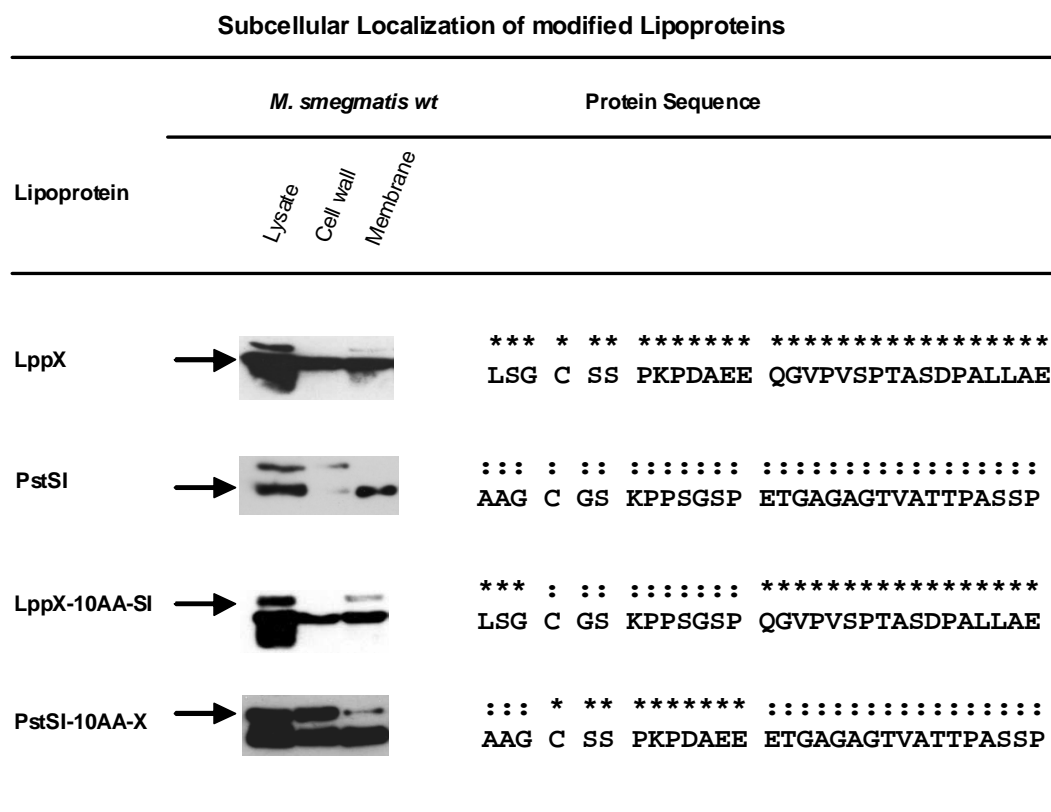 Subcellular Localization of modified Lipoproteins
M. smegmatis wt Protein Sequence
Lipoprotein Lysate Cell wall Membrane
*** * ** ******* *****************
LppX LSG C SS PKPDAEE QGVPVSPTASDPALLAE
::: : :: ::::::: :::::::::::::::::
PstSI AAG C GS KPPSGSP ETGAGAGTVATTPASSP
*** : :: ::::::: *****************
LppX-10AA-SI LSG C GS KPPSGSP QGVPVSPTASDPALLAE
::: * ** ******* :::::::::::::::::
PstSI-10AA-X AAG C SS PKPDAEE ETGAGAGTVATTPASSP